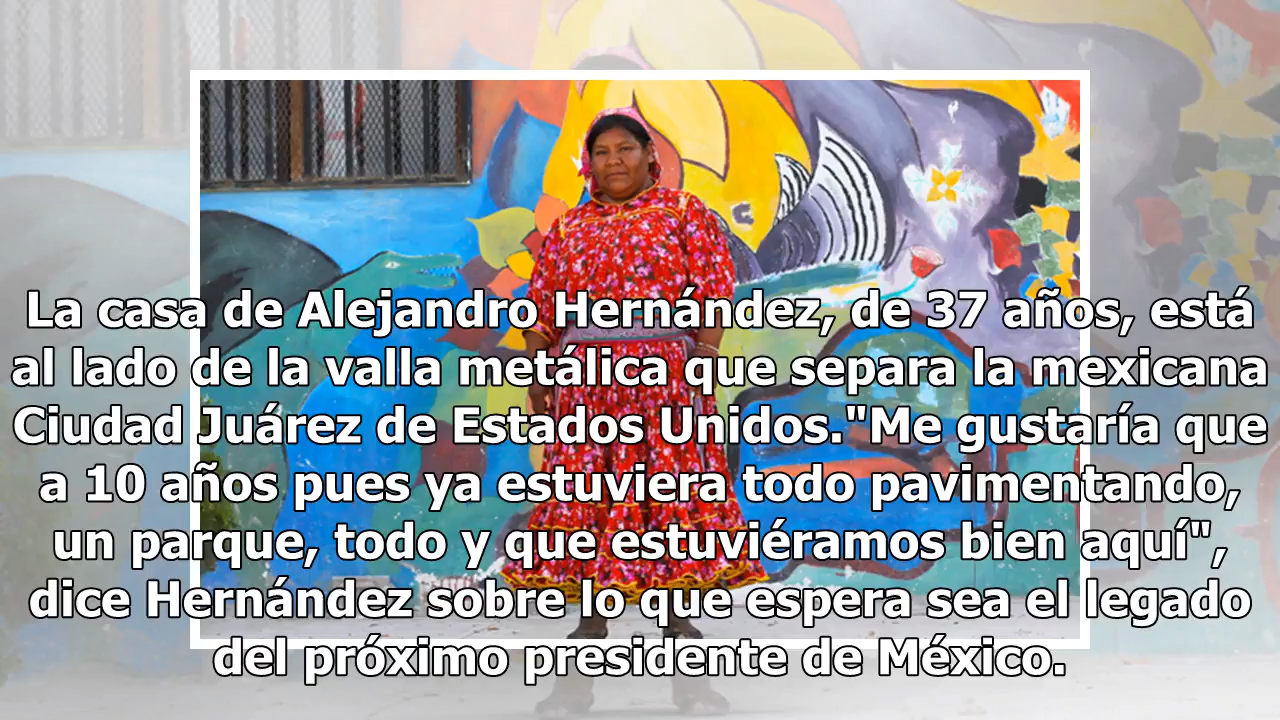 La casa de Alejandro Hernández, de 37 años, está
al lado de la valla metálica que separa la mexicana
Ciudad Juárez de Estados Unidos."Me gustaría que
a 10 años pues ya estuviera todo pavimentando,
un parque, todo y que estuviéramos bien aquí",
dice Hernández sobre lo que espera sea el legado
del próximo presidente de México.